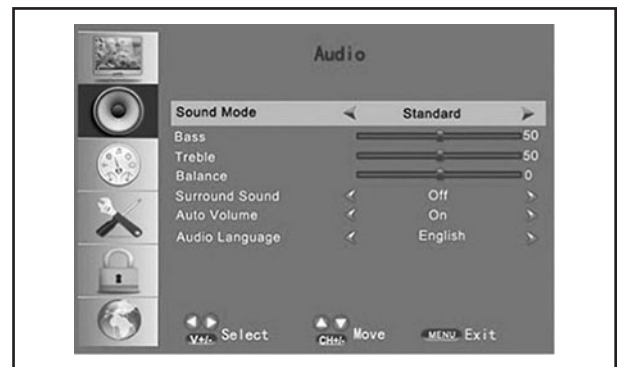 Audio
Sound Mode Standard
Bass 50
Treble 50
Balance 0
Surround Sound Off
Auto Volume On
Audio Language English
V+/- Select CH+/- Move MENU Exit